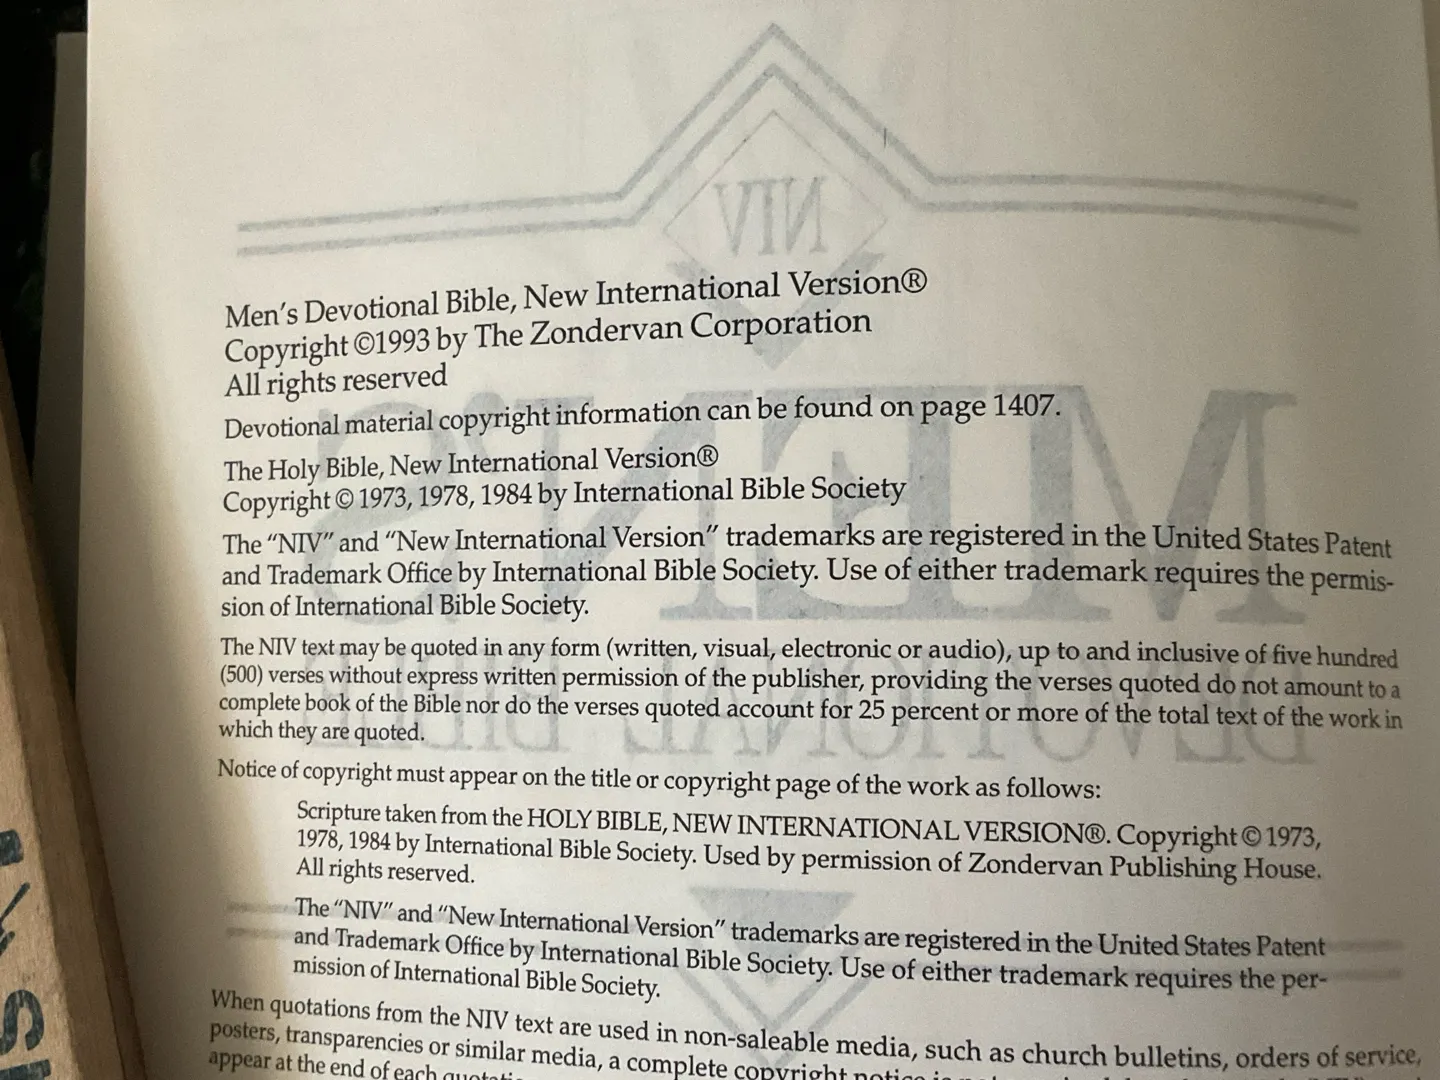 Men's Devotional Bible, New International Version®
Copyright ©1993 by The Zondervan Corporation
All rights reserved
Devotional material copyright information can be found on page 1407.
The Holy Bible, New International Version®
Copyright © 1973, 1978, 1984 by International Bible Society
The “NIV” and “New International Version” trademarks are registered in the United States Patent
and Trademark Office by International Bible Society. Use of either trademark requires the permis-
sion of International Bible Society.
The NIV text may be quoted in any form (written, visual, electronic or audio), up to and inclusive of five hundred
(500) verses without express written permission of the publisher, providing the verses quoted do not amount to a
complete book of the Bible nor do the verses quoted account for 25 percent or more of the total text of the work in
which they are quoted.
Notice of copyright must appear on the title or copyright page of the work as follows:
Scripture taken from the HOLY BIBLE, NEW INTERNATIONAL VERSION®. Copyright © 1973,
1978, 1984 by International Bible Society. Used by permission of Zondervan Publishing House.
All rights reserved.
The “NIV” and “New International Version” trademarks are registered in the United States Patent
and Trademark Office by International Bible Society. Use of either trademark requires the per-
mission of International Bible Society.
When quotations from the NIV text are used in non-saleable media, such as church bulletins, orders of service,
posters, transparencies or similar media, a complete copyright notice is not
appear at the end of each
NIV
MEN'S
DEVOTIONAL BIBLE